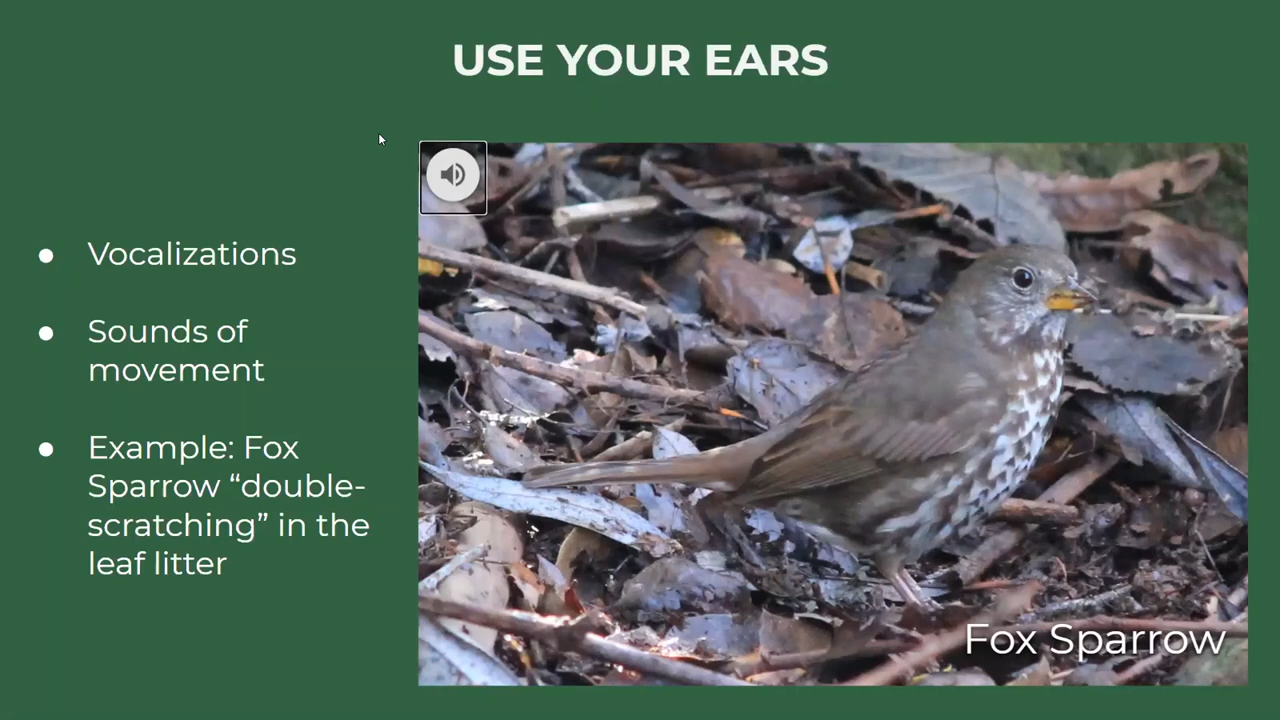 USE YOUR EARS
● Vocalizations
● Sounds of
movement
● Example: Fox
Sparrow “double-
scratching” in the
leaf litter
Fox Sparrow